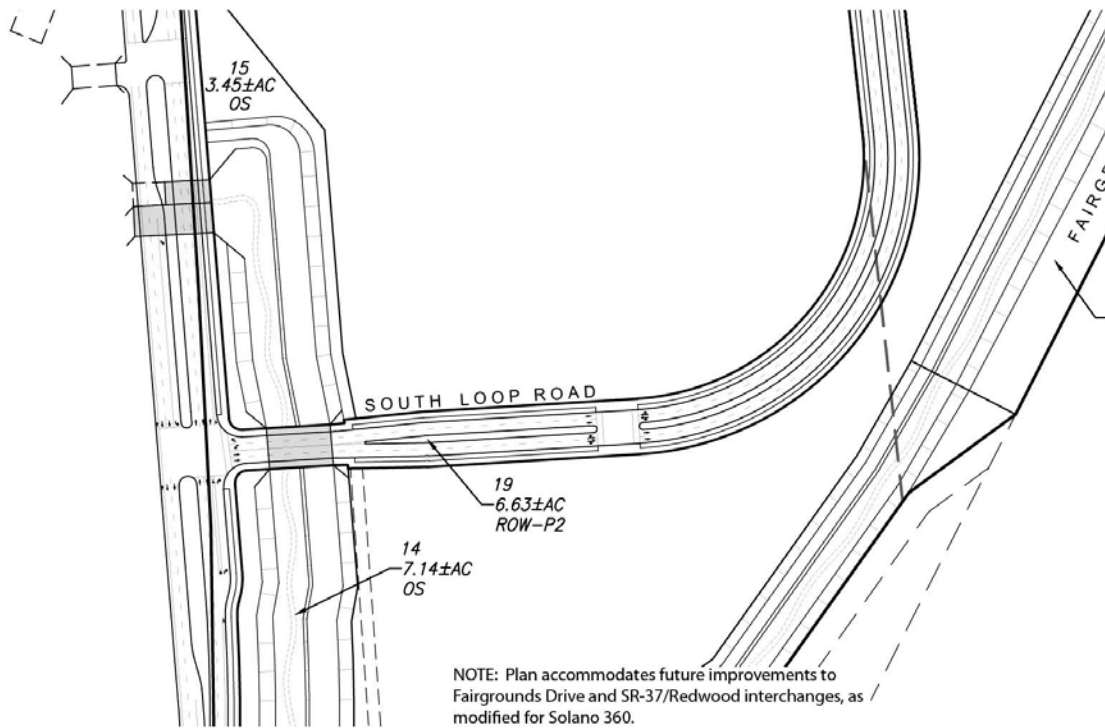 15
3.45±AC
OS
SOUTH LOOP ROAD
19
6.63±AC
ROW-P2
14
7.14±AC
OS
NOTE: Plan accommodates future improvements to
Fairgrounds Drive and SR-37/Redwood interchanges, as
modified for Solano 360.